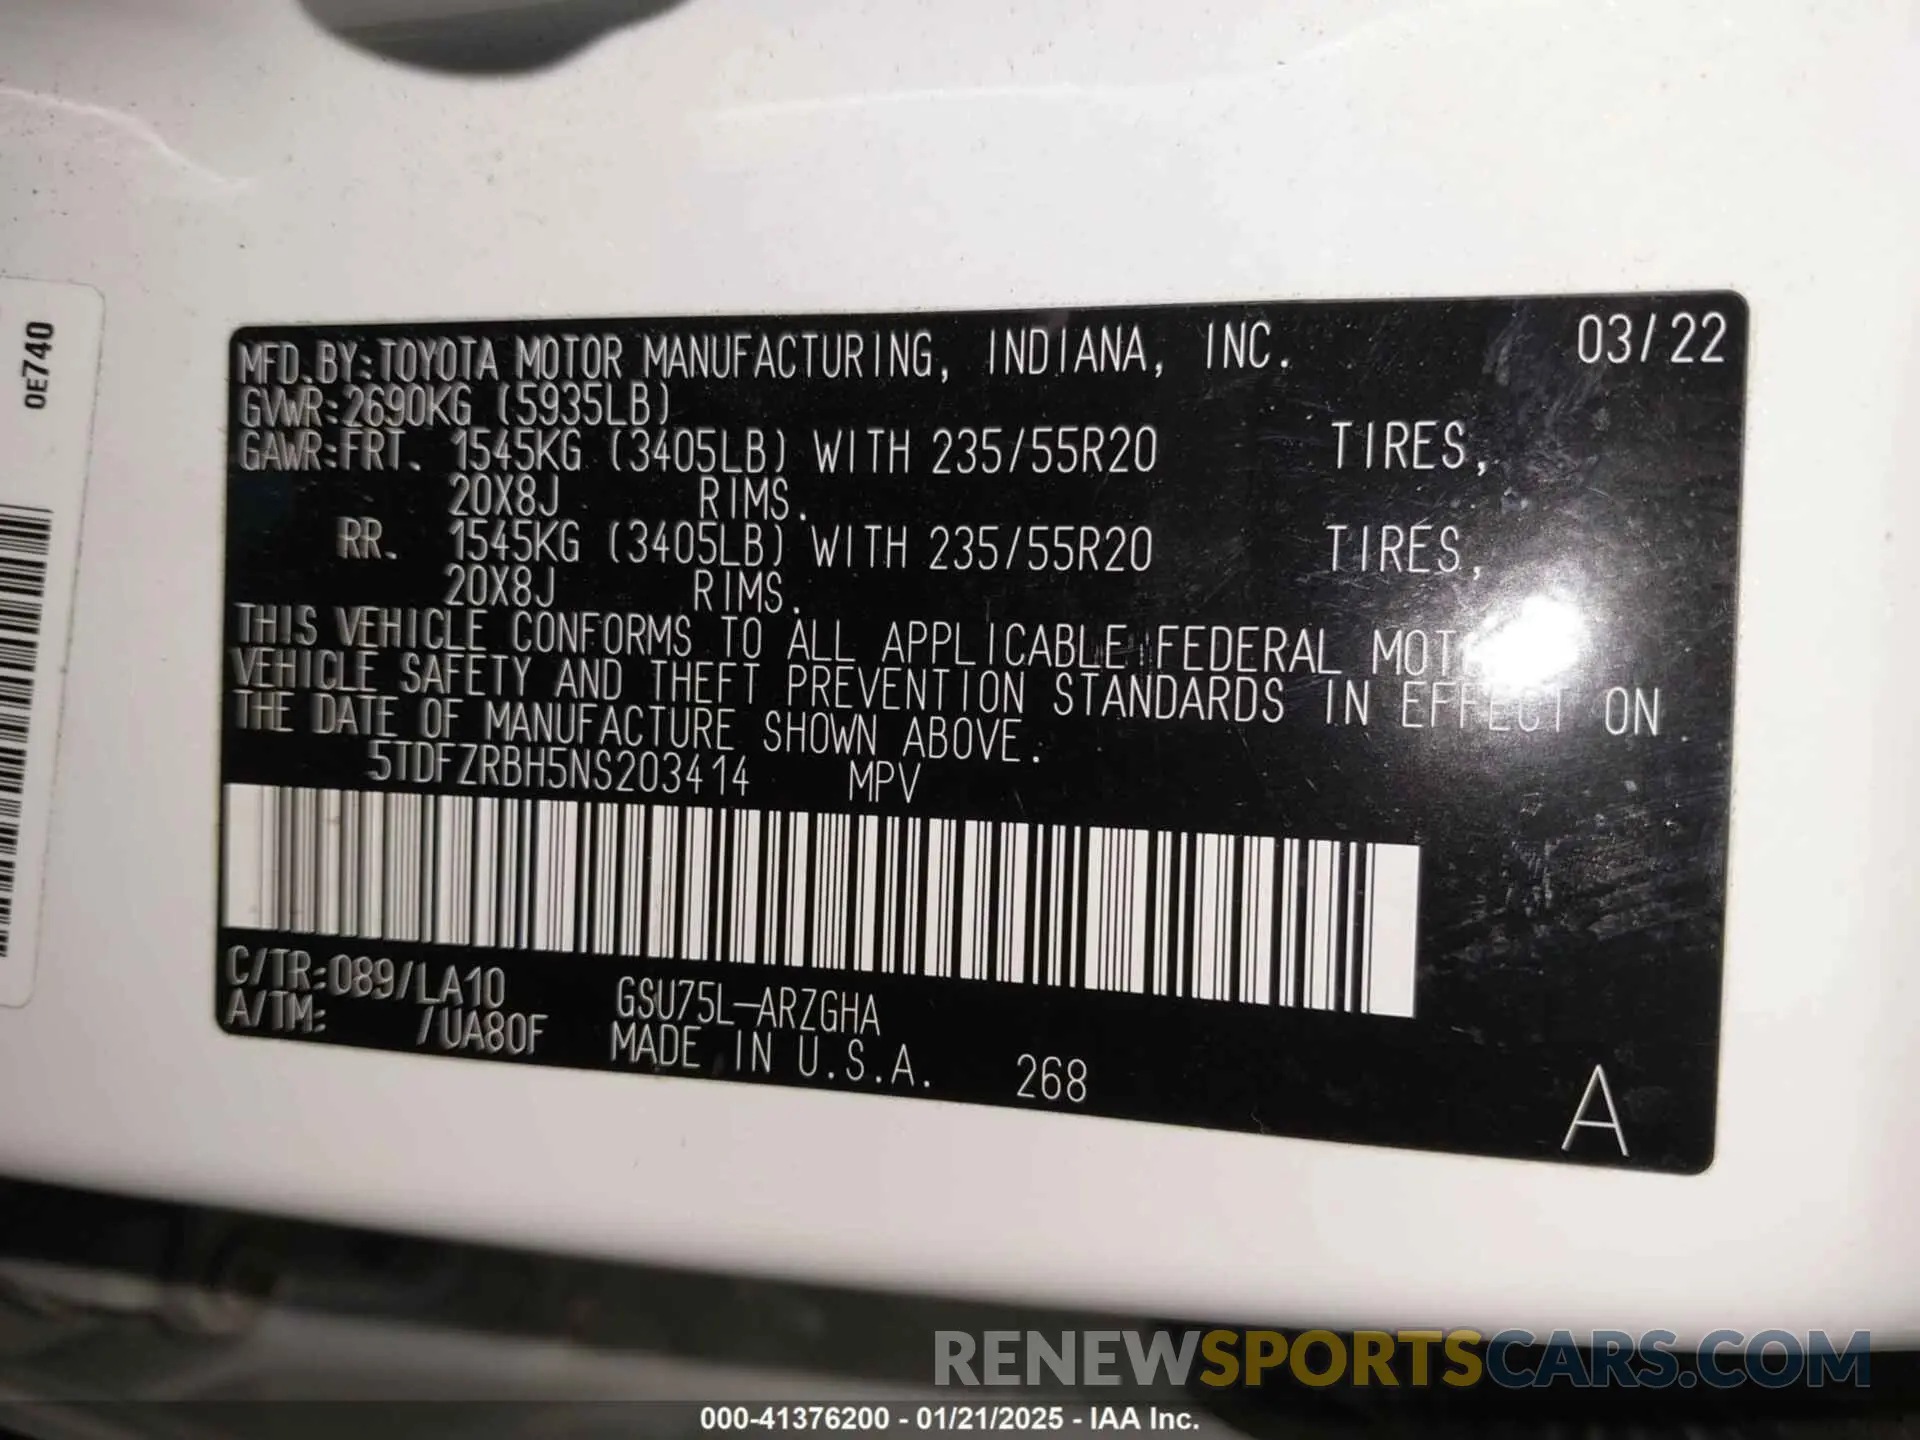 0E740
MFD.BY:TOYOTA MOTOR MANUFACTURING, INDIANA, INC. 03/22
GVWR:2690KG (5935LB)
GAWR:FRT. 1545KG (3405LB) WITH 235/55R20 TIRES,
20X8J RIMS.
RR. 1545KG (3405LB) WITH 235/55R20 TIRES,
20X8J RIMS.
THIS VEHICLE CONFORMS TO ALL APPLICABLE FEDERAL MOTOR
VEHICLE SAFETY AND THEFT PREVENTION STANDARDS IN EFFECT ON
THE DATE OF MANUFACTURE SHOWN ABOVE.
5TDFZRBH5NS203414 MPV
C/TR:089/LA10 GSU75L-ARZGHA
A/TM: /UA80F MADE IN U.S.A. 268
A
RENEWSPORTSCARS.COM
000-41376200 - 01/21/2025 - IAA Inc.